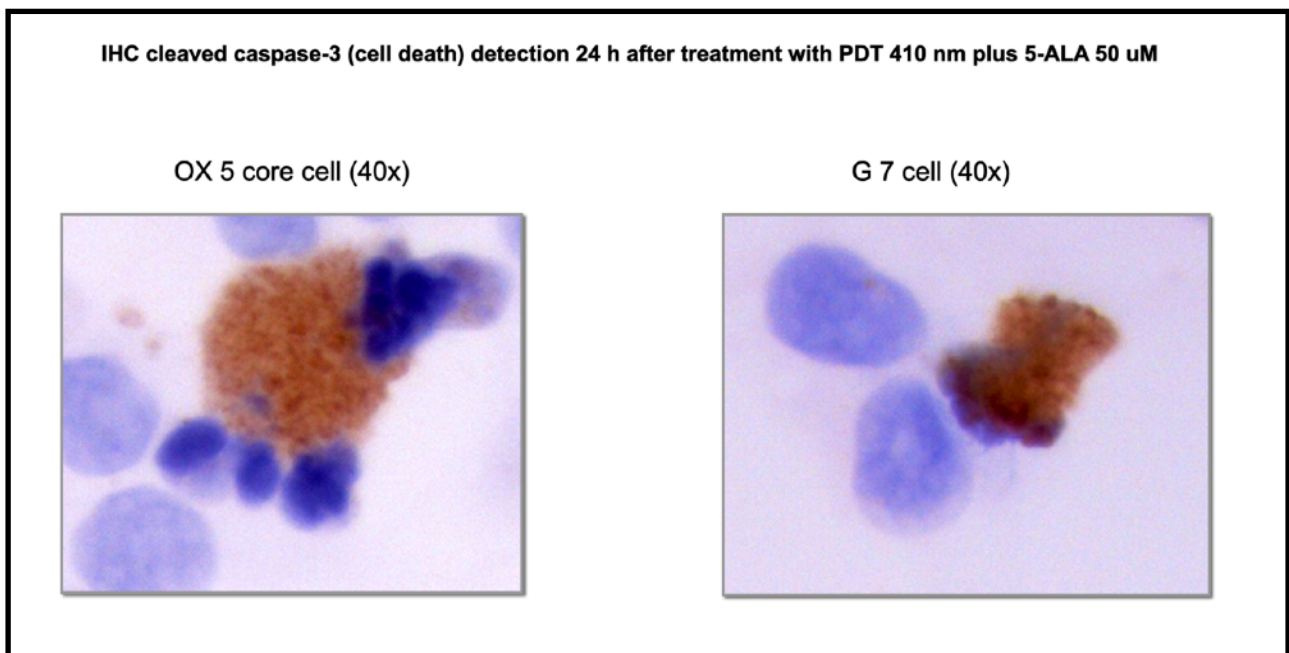 IHC cleaved caspase-3 (cell death) detection 24 h after treatment with PDT 410 nm plus 5-ALA 50 uM
OX 5 core cell (40x)
G 7 cell (40x)